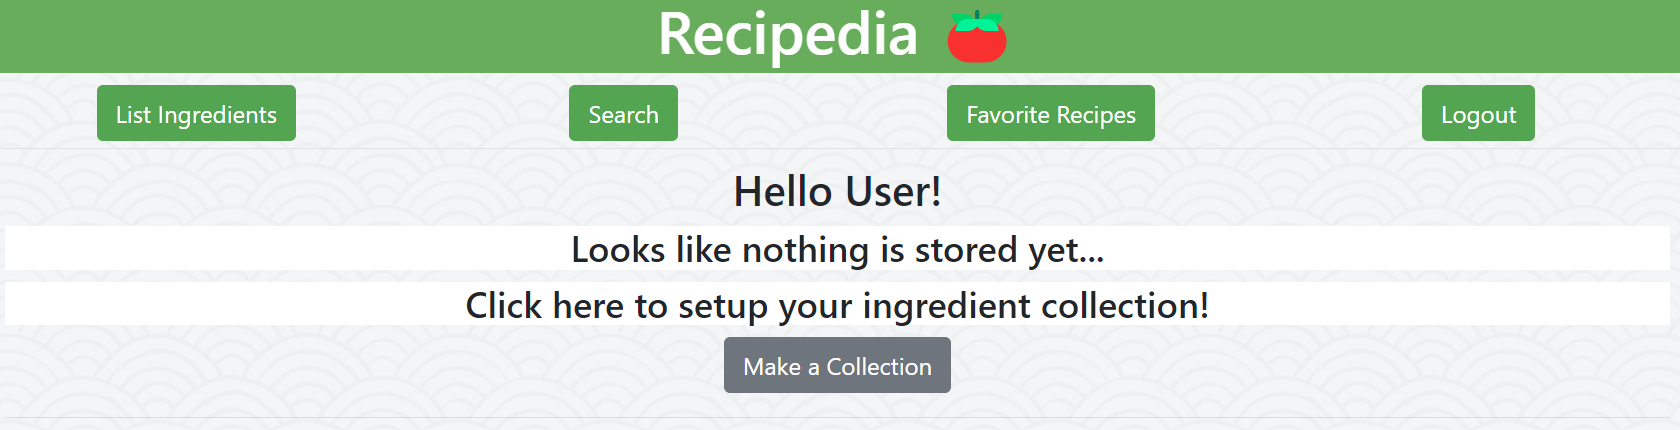 Recipedia
List Ingredients Search Favorite Recipes Logout
Hello User!
Looks like nothing is stored yet...
Click here to setup your ingredient collection!
Make a Collection